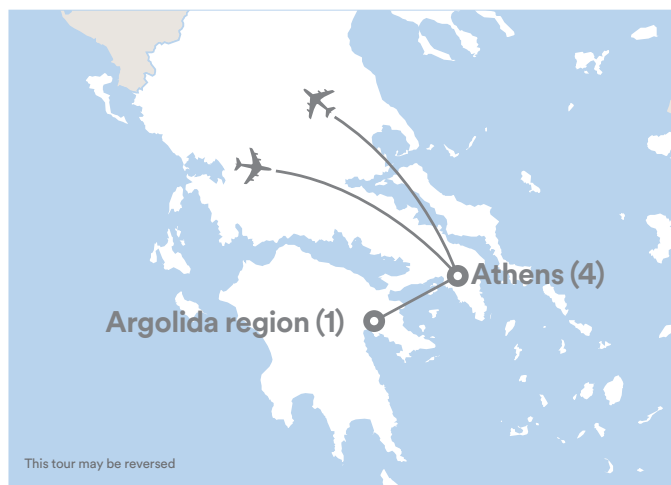 Athens (4)
Argolida region (1)
This tour may be reversed